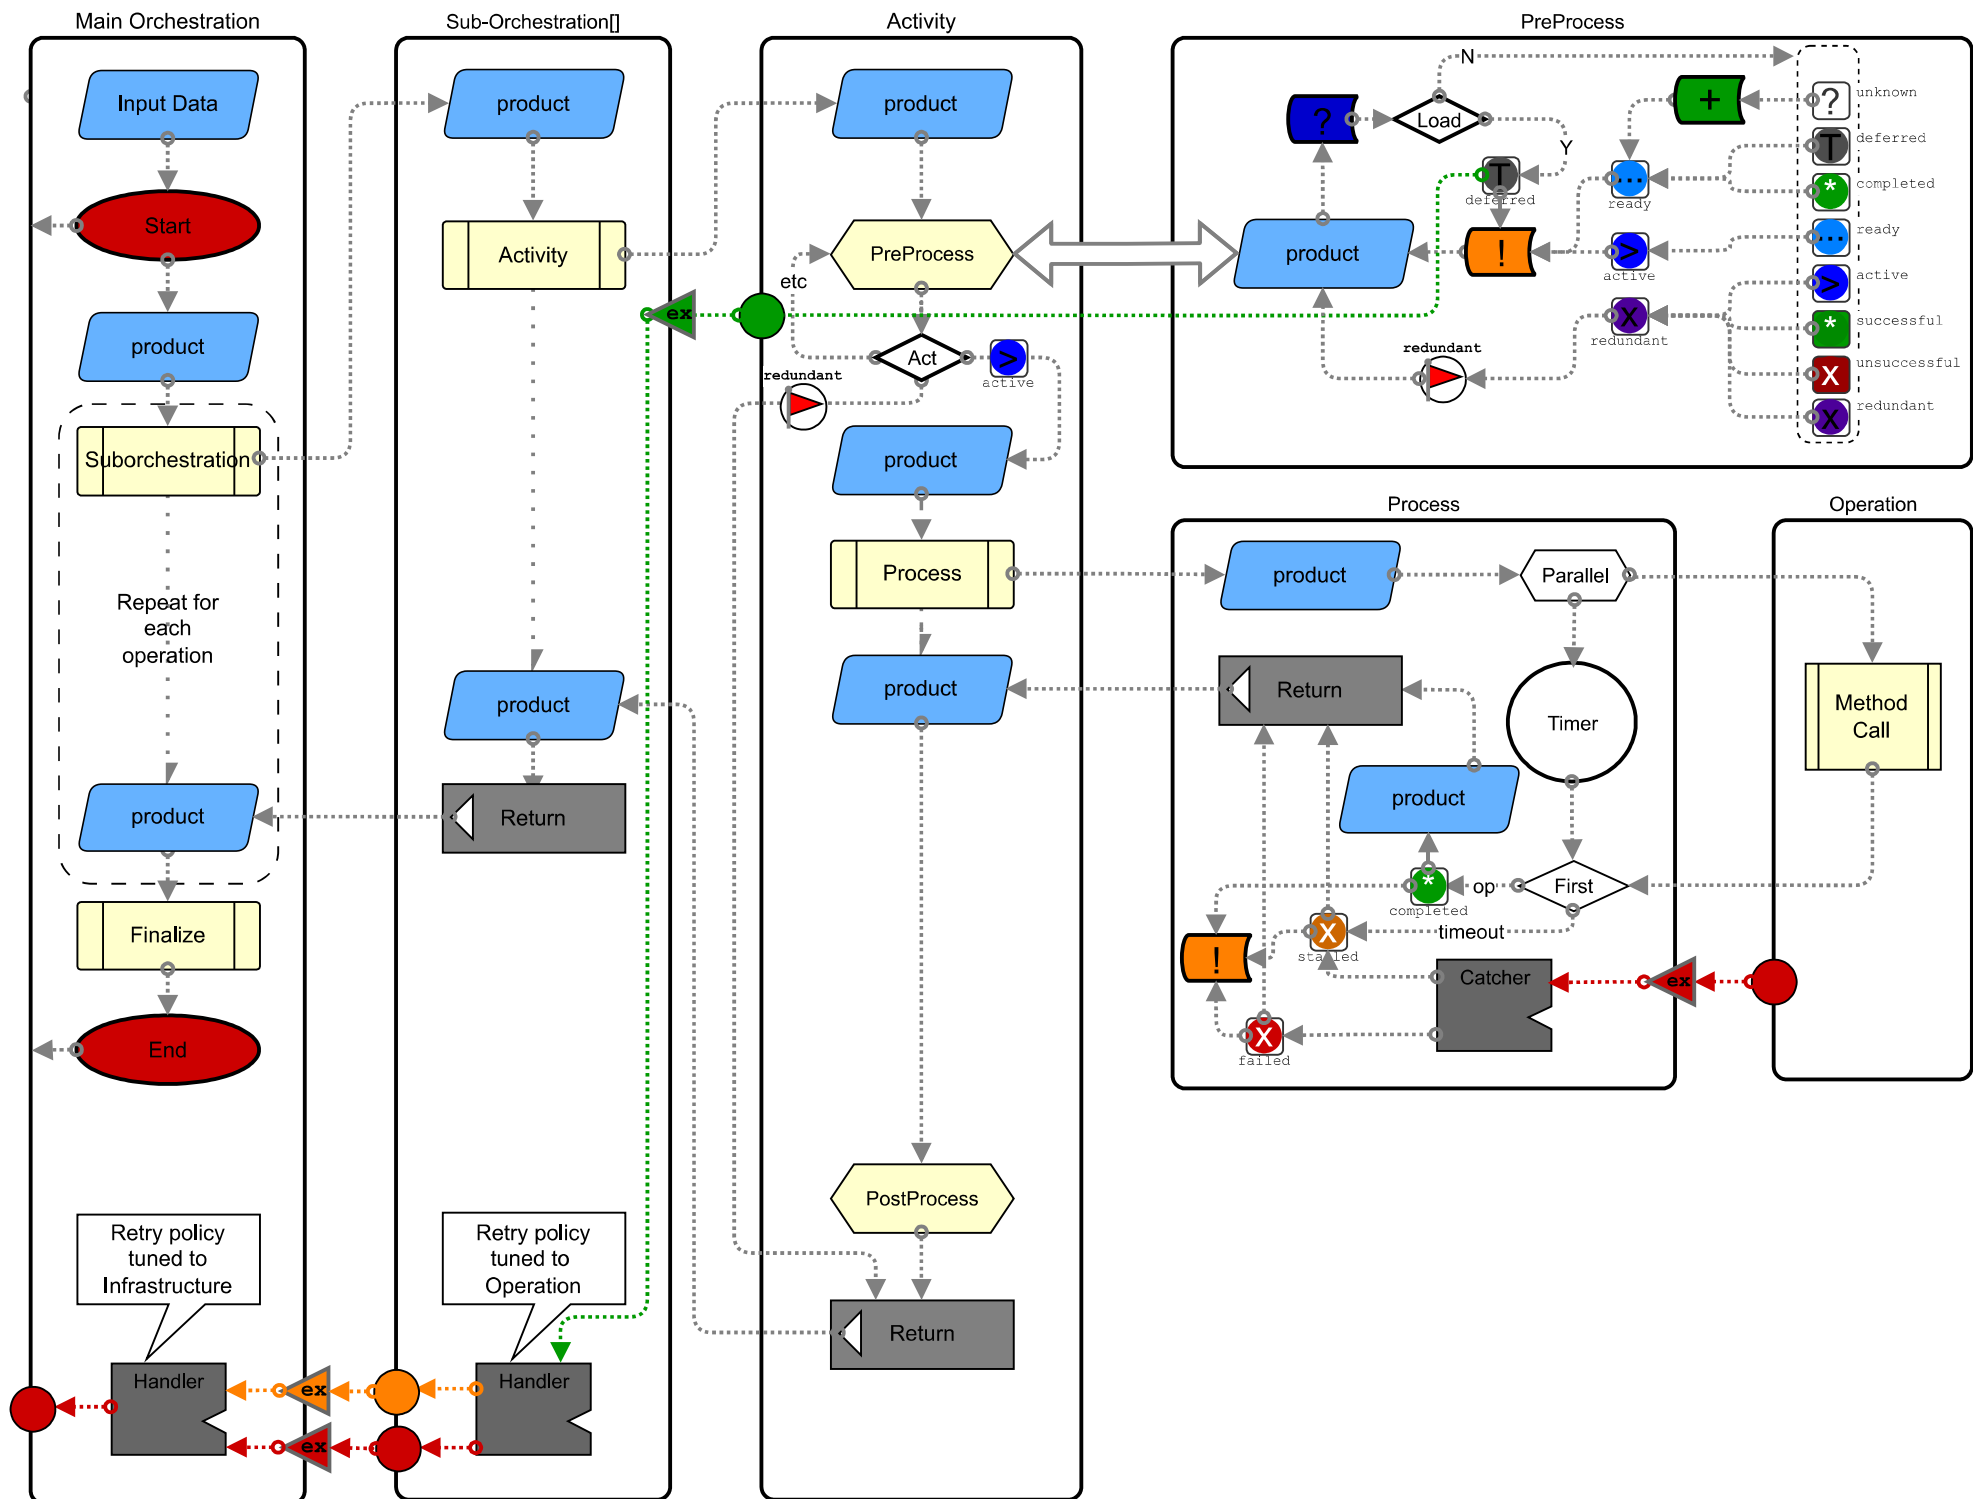 Main Orchestration
Input Data
Start
product
Suborchestration
Repeat for
each
operation
product
Finalize
End
Retry policy
tuned to
Infrastructure
Handler
ex
ex
Sub-Orchestration[]
product
Activity
ex
product
Return
Retry policy
tuned to
Operation
Handler
Activity
product
PreProcess
etc
Act
>
active
redundant
product
Process
product
PostProcess
Return
PreProcess
N
?
Load
Y
T
deferred
product
!
+
...
ready
>
active
X
redundant
redundant
?
unknown
T
deferred
*
completed
...
ready
>
active
*
successful
X
unsuccessful
X
redundant
Process
product
Parallel
Return
Timer
product
First
op
*
completed
timeout
X
stalled
!
Catcher
ex
X
failed
Operation
Method
Call